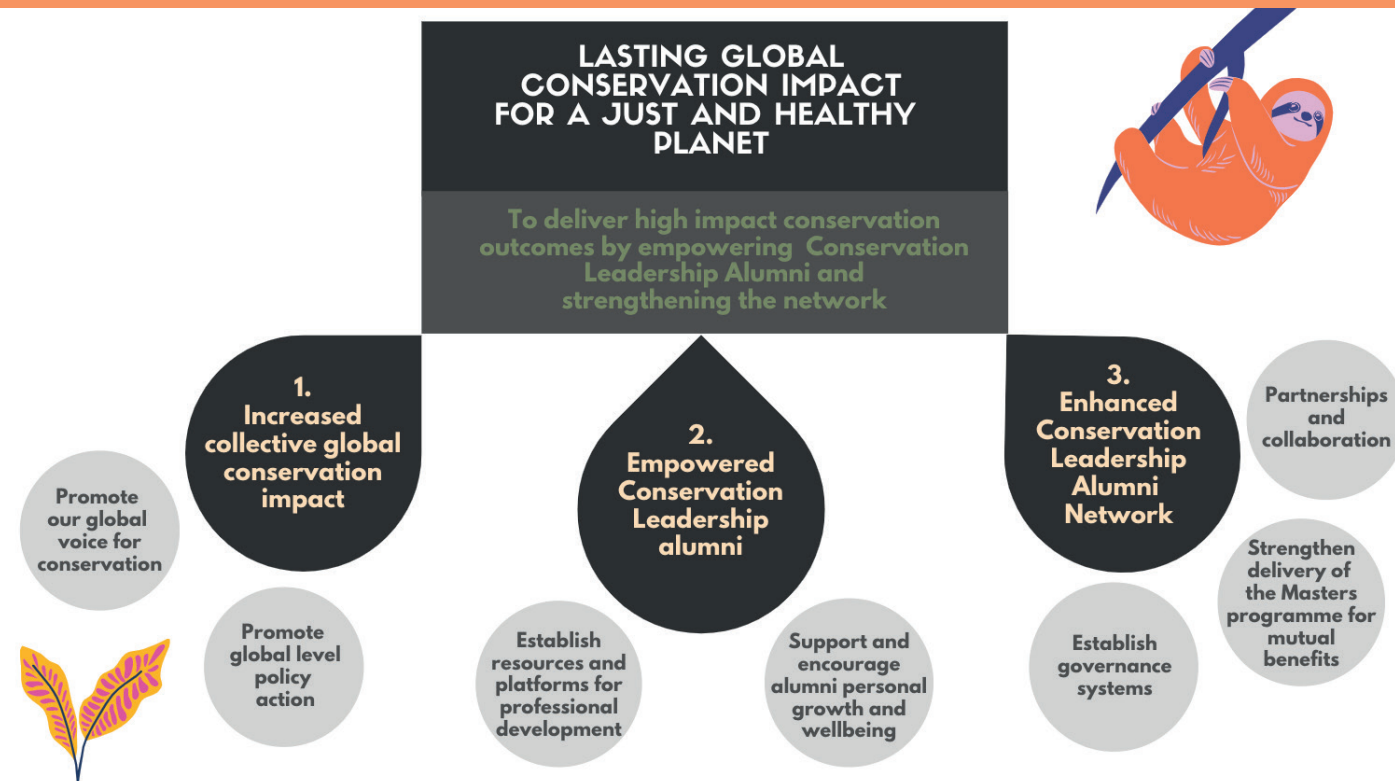 LASTING GLOBAL
CONSERVATION IMPACT
FOR A JUST AND HEALTHY
PLANET
To deliver high impact conservation
outcomes by empowering Conservation
Leadership Alumni and
strengthening the network
1.
Increased
collective global
conservation
impact
Promote
our global
voice for
conservation
Promote
global level
policy
action
2.
Empowered
Conservation
Leadership
alumni
Establish
resources and
platforms for
professional
development
Support and
encourage
alumni personal
growth and
wellbeing
3.
Enhanced
Conservation
Leadership
Alumni
Network
Partnerships
and
collaboration
Strengthen
delivery of
the Masters
programme for
mutual
benefits
Establish
governance
systems